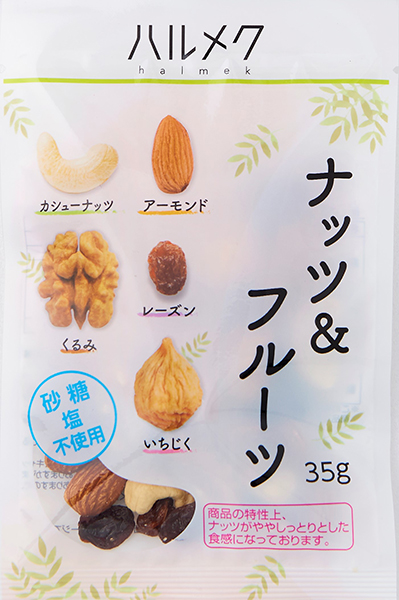 ハルメク
halmek
カシューナッツ
アーモンド
くるみ
レーズン
いちじく
ナッツ&
フルーツ
35g
砂糖
塩
不使用
商品の特性上、
ナッツがややしっとりとした
食感になっております。